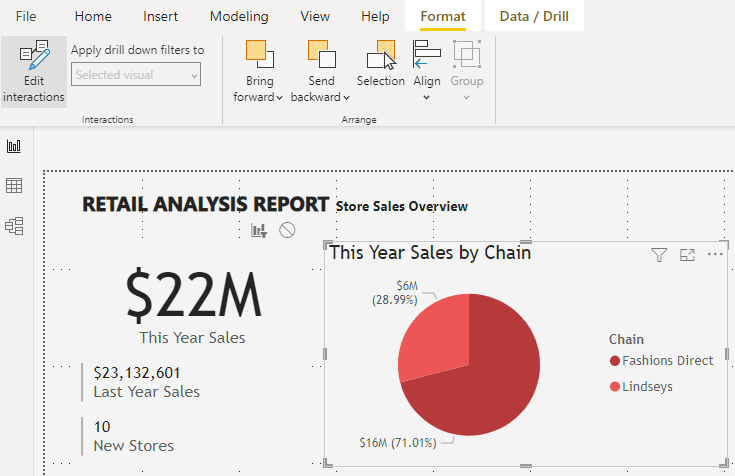 File Home Insert Modeling View Help Format Data / Drill
Apply drill down filters to
Selected visual
Edit
interactions
Bring
forward
Send
backward
Selection
Align
Group
Interactions
Arrange
RETAIL ANALYSIS REPORT Store Sales Overview
$22M
This Year Sales
$23,132,601
Last Year Sales
10
New Stores
This Year Sales by Chain
$6M
(28.99%)
$16M (71.01%)
Chain
Fashions Direct
Lindseys